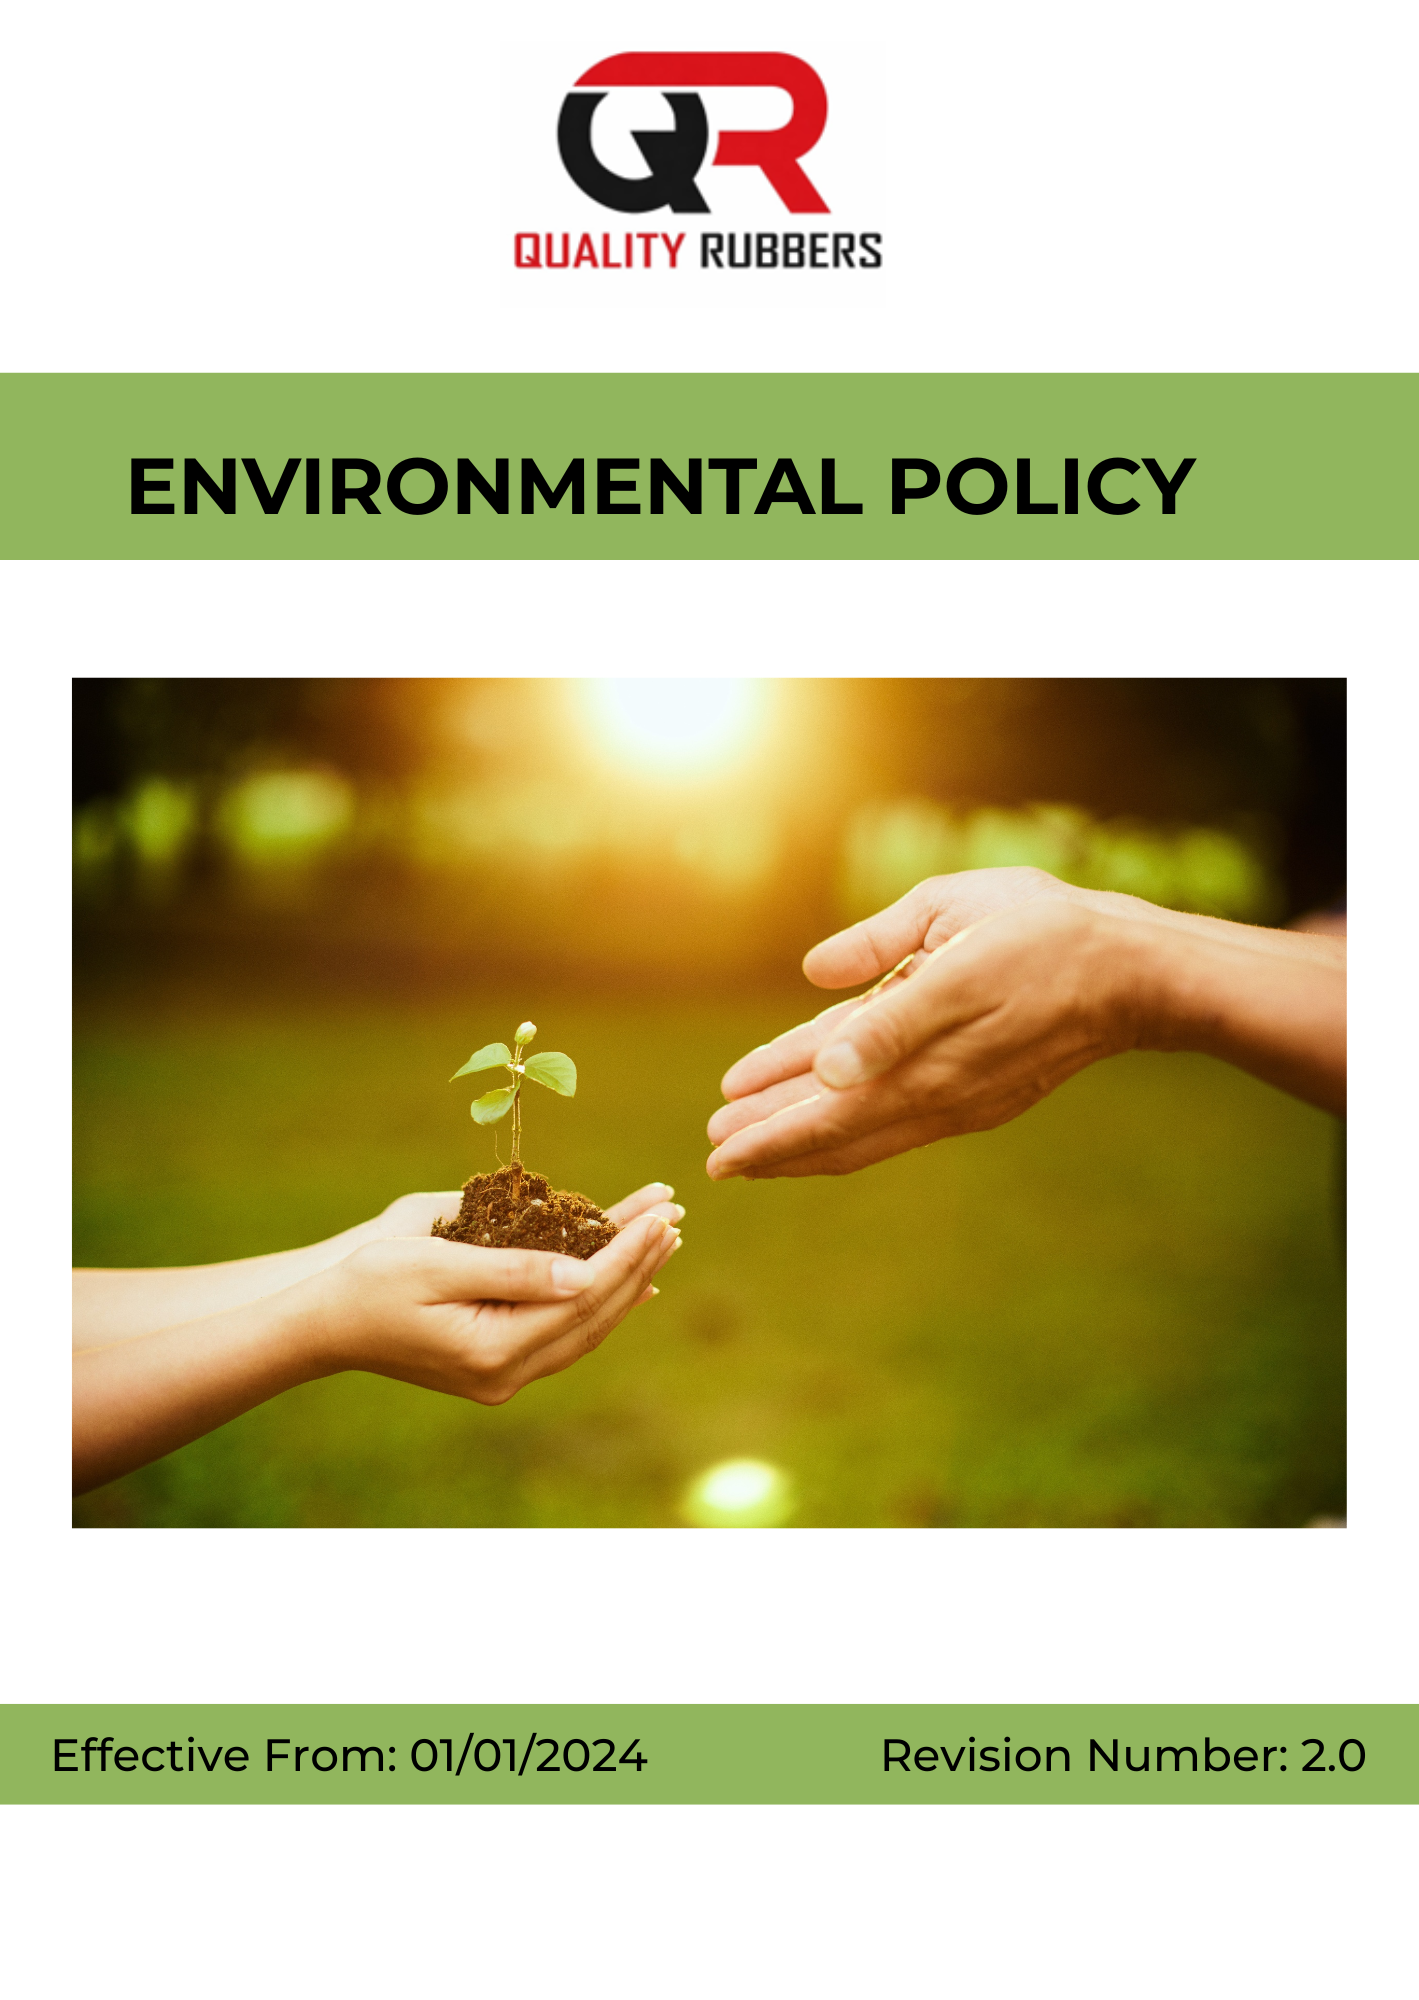 QR
QUALITY RUBBERS
ENVIRONMENTAL POLICY
Effective From: 01/01/2024
Revision Number: 2.0